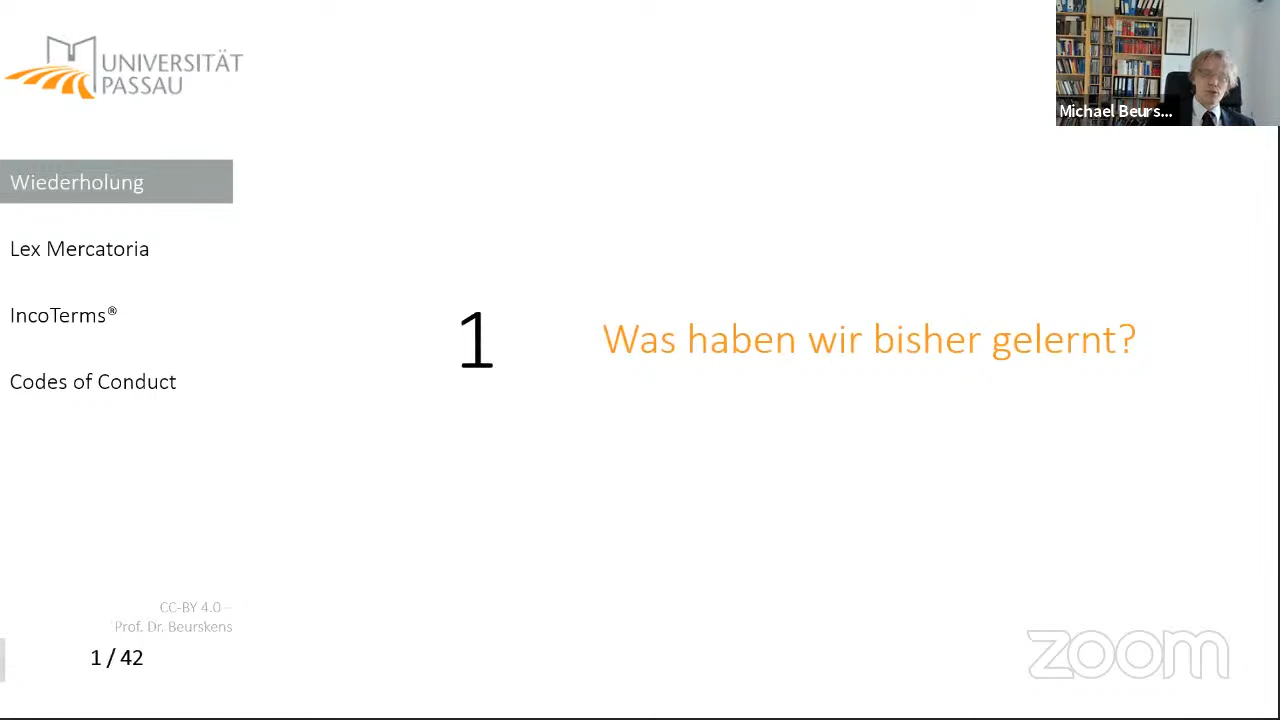 UNIVERSITÄT
PASSAU
Michael Beurs...
Wiederholung
Lex Mercatoria
IncoTerms®
Codes of Conduct
1
Was haben wir bisher gelernt?
CC-BY 4.0 –
Prof. Dr. Beurskens
1 / 42
zoom